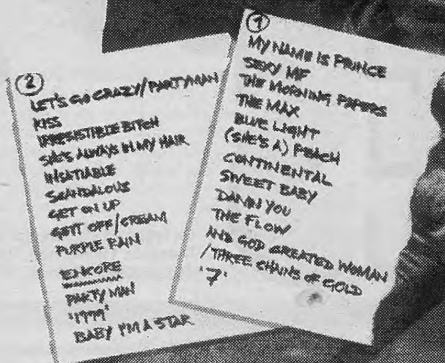 ①
MY NAME IS PRINCE
SEXY MF
THE MORNING PAPERS
THE MAX
BLUE LIGHT
(SHE'S A) PEACH
CONTINENTAL
SWEET BABY
DAMN YOU
THE FLOW
AND GOD CREATED WOMAN
/THREE CHAINS OF GOLD
'7'
②
LET'S GO CRAZY/PARTYMAN
KISS
IRRESISTIBLE BITCH
SHE'S ALWAYS IN MY HAIR
INSATIABLE
SCANDALOUS
GET ON UP
GETT OFF/CREAM
PURPLE RAIN
ENCORE
PARTY MAN
'1999'
BABY I'M A STAR